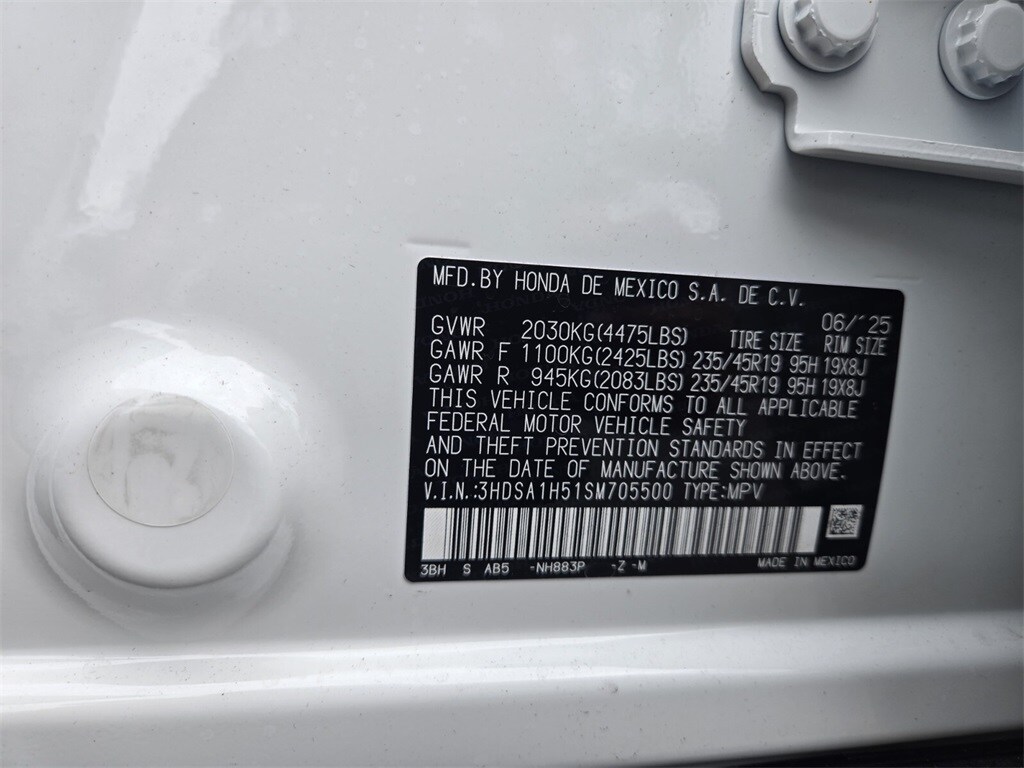 MFD.BY HONDA DE MEXICO S.A. DE C.V.
06/´25
GVWR 2030KG(4475LBS) TIRE SIZE RIM SIZE
GAWR F 1100KG(2425LBS) 235/45R19 95H 19X8J
GAWR R 945KG(2083LBS) 235/45R19 95H 19X8J
THIS VEHICLE CONFORMS TO ALL APPLICABLE
FEDERAL MOTOR VEHICLE SAFETY
AND THEFT PREVENTION STANDARDS IN EFFECT
ON THE DATE OF MANUFACTURE SHOWN ABOVE.
V.I.N.:3HDSA1H51SM705500 TYPE:MPV
3BH S AB5 -NH883P -Z -M MADE IN MEXICO